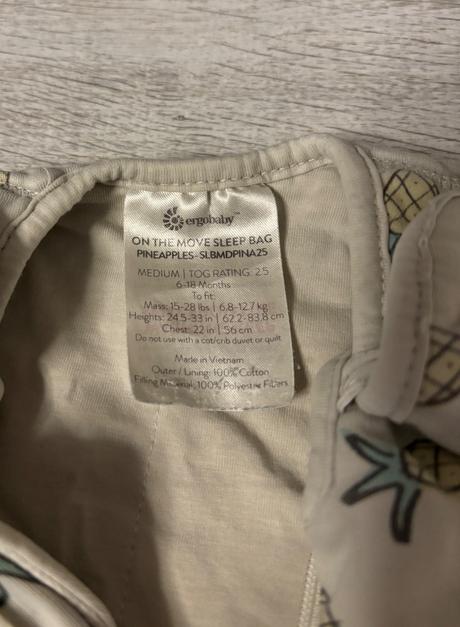 ergobaby™
ON THE MOVE SLEEP BAG
PINEAPPLES-SLBMDPINA25
MEDIUM | TOG RATING: 2.5
6-18 Months
To fit:
Mass: 15-28 lbs | 6.8-12.7 kg
Heights: 24.5-33 in | 62.2-83.8 cm
Chest: 22 in | 56 cm
Do not use with a cot/crib duvet or quilt
Made in Vietnam
Outer / Lining: 100% Cotton
Filling Material: 100% Polyester Fibers